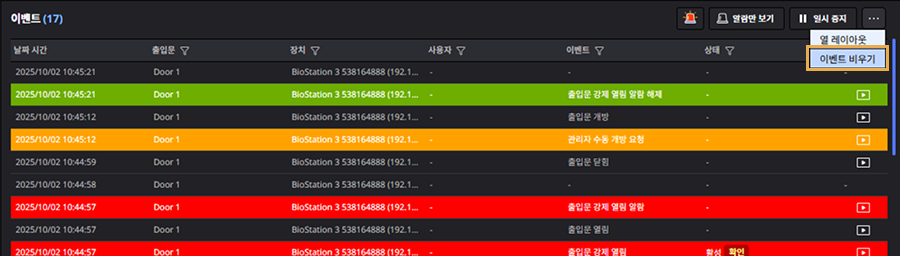 이벤트 (17) 알람만 보기 일시 중지 ...
열 레이아웃
이벤트 비우기
날짜 시간 출입문 장치 사용자 이벤트 상태
2025/10/02 10:45:21 Door 1 BioStation 3 538164888 (192.1... - - -
2025/10/02 10:45:21 Door 1 BioStation 3 538164888 (192.1... - 출입문 강제 열림 알람 해제 -
2025/10/02 10:45:12 Door 1 BioStation 3 538164888 (192.1... - 출입문 개방 -
2025/10/02 10:45:12 Door 1 BioStation 3 538164888 (192.1... - 관리자 수동 개방 요청 -
2025/10/02 10:44:59 Door 1 BioStation 3 538164888 (192.1... - 출입문 닫힘 -
2025/10/02 10:44:58 Door 1 BioStation 3 538164888 (192.1... - - - -
2025/10/02 10:44:57 Door 1 BioStation 3 538164888 (192.1... - 출입문 강제 열림 알람 -
2025/10/02 10:44:57 Door 1 BioStation 3 538164888 (192.1... - 출입문 열림 -
2025/10/02 10:44:57 Door 1 BioStation 3 538164888 (192.1... - 출입문 강제 열림 활성 확인